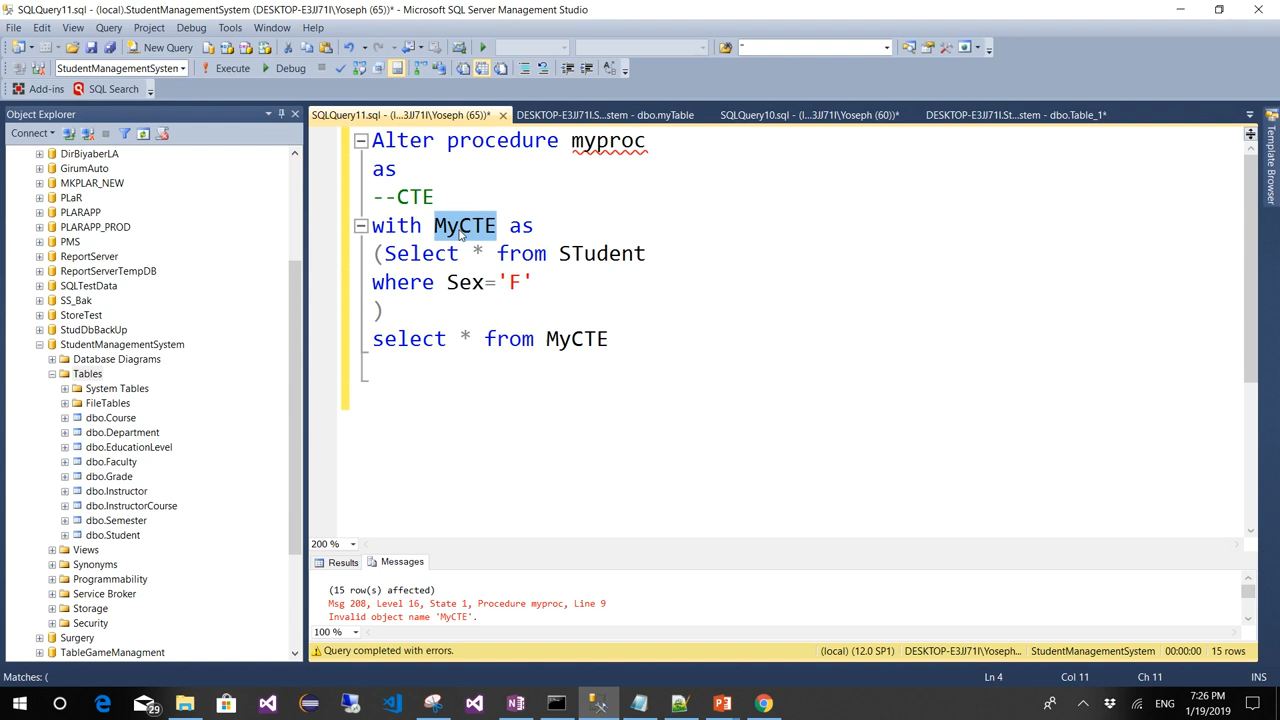 SQLQuery11.sql - (local).StudentManagementSystem (DESKTOP-E3JJ71I\Yoseph (65))* - Microsoft SQL Server Management Studio
File Edit View Query Project Debug Tools Window Help
New Query "
StudentManagementSystem Execute Debug
Add-ins SQL Search
Object Explorer
SQLQuery11.sql - (l...3JJ71I\Yoseph (65))* DESKTOP-E3JJ71I.S...stem - dbo.myTable SQLQuery10.sql - (l...3JJ71I\Yoseph (60))* DESKTOP-E3JJ71I.St...stem - dbo.Table_1*
Connect
DirBiyaberLA
GirumAuto
MKPLAR_NEW
PLaR
PLARAPP
PLARAPP_PROD
PMS
ReportServer
ReportServerTempDB
SQLTestData
SS_Bak
StoreTest
StudDbBackUp
StudentManagementSystem
Database Diagrams
Tables
System Tables
FileTables
dbo.Course
dbo.Department
dbo.EducationLevel
dbo.Faculty
dbo.Grade
dbo.Instructor
dbo.InstructorCourse
dbo.Semester
dbo.Student
Views
Synonyms
Programmability
Service Broker
Storage
Security
Surgery
TableGameManagment
Alter procedure myproc
as
--CTE
with MyCTE as
(Select * from STudent
where Sex='F'
)
select * from MyCTE
200 %
Results Messages
(15 row(s) affected)
Msg 208, Level 16, State 1, Procedure myproc, Line 9
Invalid object name 'MyCTE'.
100 %
Query completed with errors. (local) (12.0 SP1) DESKTOP-E3JJ71I\Yoseph... StudentManagementSystem 00:00:00 15 rows
Template Browser
Matches: ( Ln 4 Col 11 Ch 11 INS
29 ENG 7:26 PM
1/19/2019